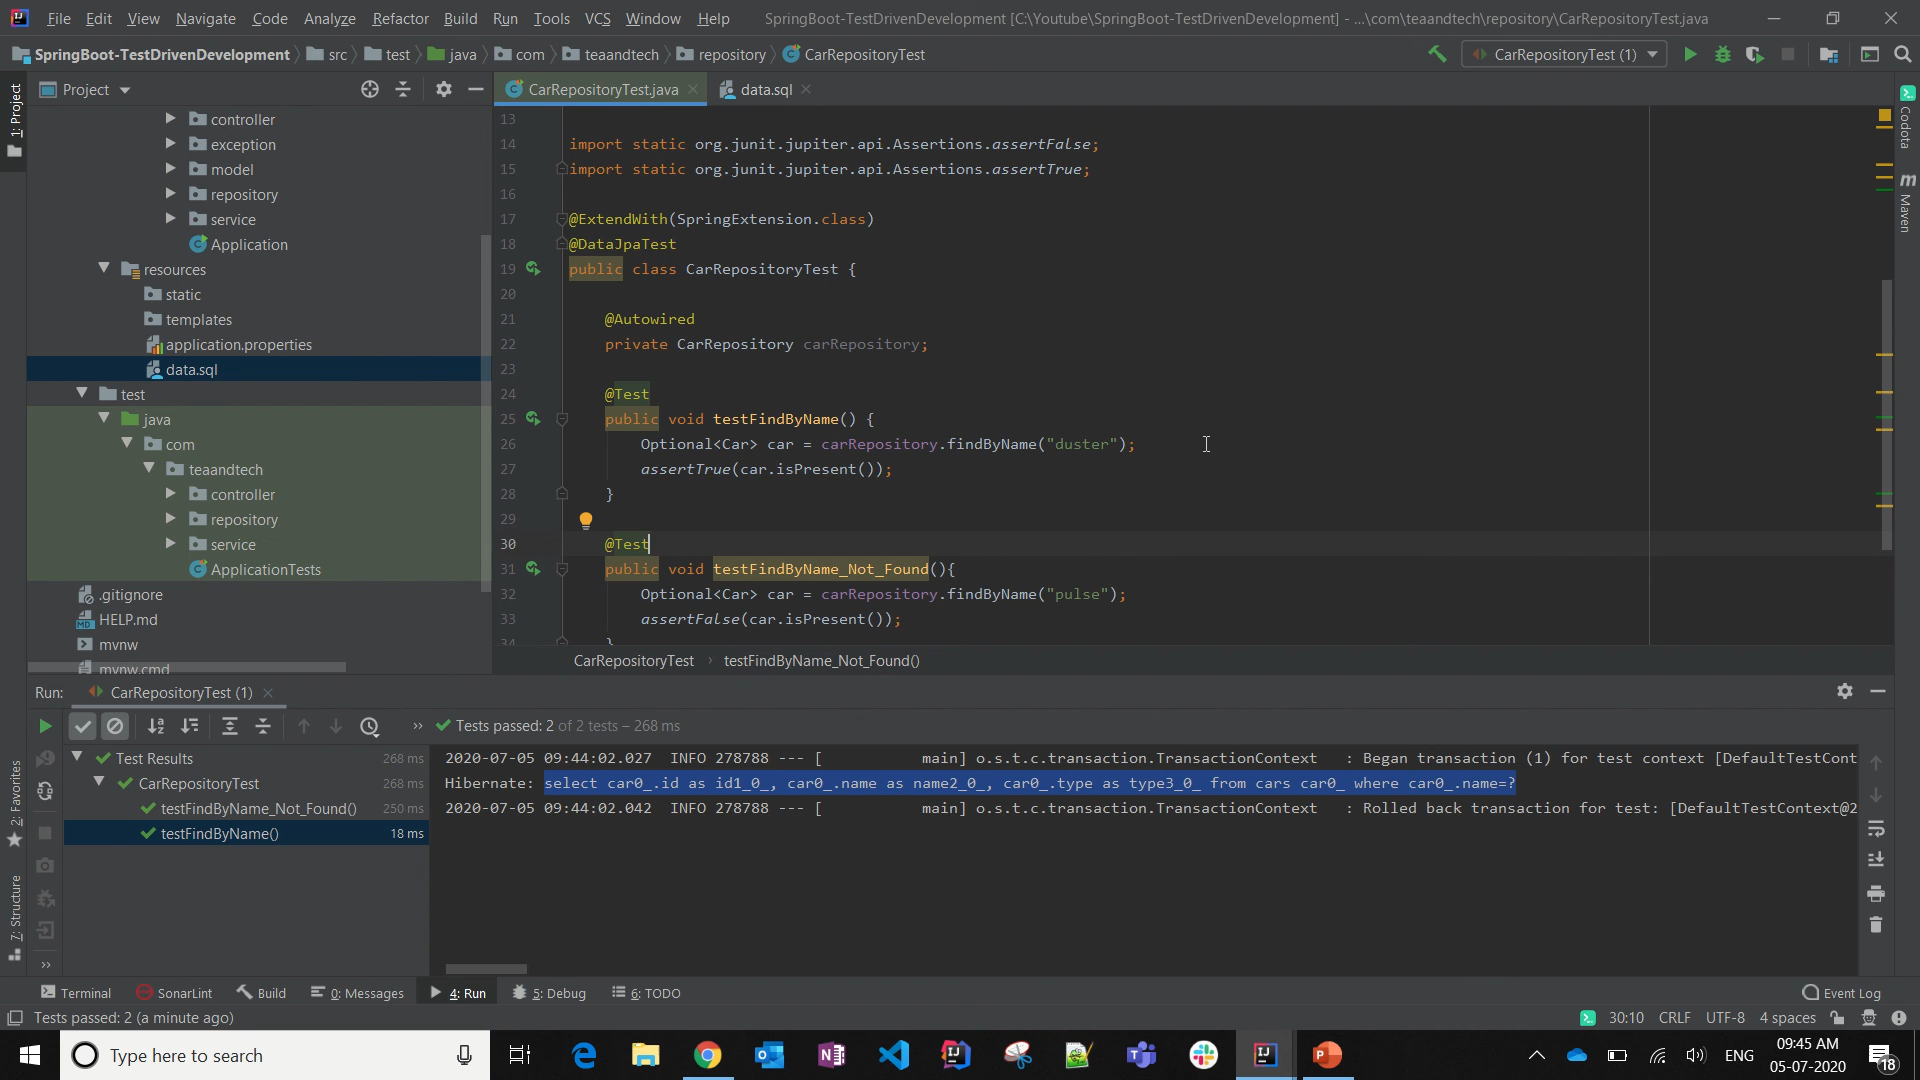 File Edit View Navigate Code Analyze Refactor Build Run Tools VCS Window Help SpringBoot-TestDrivenDevelopment [C:\Youtube\SpringBoot-TestDrivenDevelopment] - ...\com\teaandtech\repository\CarRepositoryTest.java
SpringBoot-TestDrivenDevelopment src test java com teaandtech repository CarRepositoryTest CarRepositoryTest (1)
1: Project
Project
controller
exception
model
repository
service
Application
resources
static
templates
application.properties
data.sql
test
java
com
teaandtech
controller
repository
service
ApplicationTests
.gitignore
HELP.md
mvnw
mvnw.cmd
CarRepositoryTest.java data.sql
13
14 import static org.junit.jupiter.api.Assertions.assertFalse;
15 import static org.junit.jupiter.api.Assertions.assertTrue;
16
17 @ExtendWith(SpringExtension.class)
18 @DataJpaTest
19 public class CarRepositoryTest {
20
21 @Autowired
22 private CarRepository carRepository;
23
24 @Test
25 public void testFindByName() {
26 Optional<Car> car = carRepository.findByName("duster");
27 assertTrue(car.isPresent());
28 }
29
30 @Test
31 public void testFindByName_Not_Found(){
32 Optional<Car> car = carRepository.findByName("pulse");
33 assertFalse(car.isPresent());
34 }
CarRepositoryTest › testFindByName_Not_Found()
Codota
Maven
Run: CarRepositoryTest (1)
Tests passed: 2 of 2 tests – 268 ms
Test Results 268 ms
CarRepositoryTest 268 ms
testFindByName_Not_Found() 250 ms
testFindByName() 18 ms
2020-07-05 09:44:02.027 INFO 278788 --- [ main] o.s.t.c.transaction.TransactionContext : Began transaction (1) for test context [DefaultTestCont
Hibernate: select car0_.id as id1_0_, car0_.name as name2_0_, car0_.type as type3_0_ from cars car0_ where car0_.name=?
2020-07-05 09:44:02.042 INFO 278788 --- [ main] o.s.t.c.transaction.TransactionContext : Rolled back transaction for test: [DefaultTestContext@2
2: Favorites
7: Structure
Terminal SonarLint Build 0: Messages 4: Run 5: Debug 6: TODO Event Log
Tests passed: 2 (a minute ago) 30:10 CRLF UTF-8 4 spaces
Type here to search
ENG
09:45 AM
05-07-2020
18